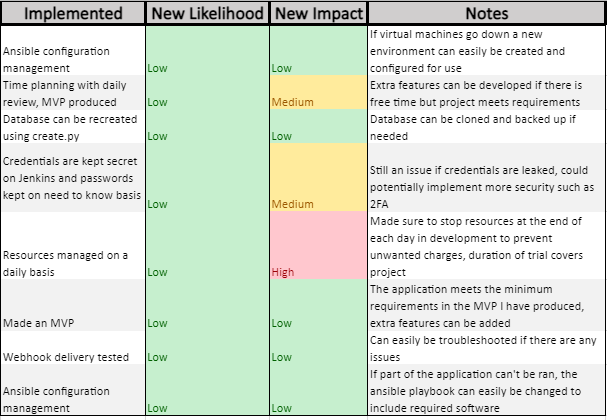 Implemented New Likelihood New Impact Notes
If virtual machines go down a new
Ansible configuration environment can easily be created and
management Low Low configured for use
Time planning with daily Extra features can be developed if there is
review, MVP produced Low Medium free time but project meets requirements
Database can be recreated Database can be cloned and backed up if
using create.py Low Low needed
Credentials are kept secret
on Jenkins and passwords Still an issue if credentials are leaked, could
kept on need to know basis potentially implement more security such as
Low Medium 2FA
Made sure to stop resources at the end of
each day in development to prevent
Resources managed on a unwanted charges, duration of trial covers
daily basis Low High project
The application meets the minimum
requirements in the MVP I have produced,
Made an MVP Low Low extra features can be added
Can easily be troubleshooted if there are any
Webhook delivery tested Low Low issues
If part of the application can't be ran, the
Ansible configuration ansible playbook can easily be changed to
management Low Low include required software